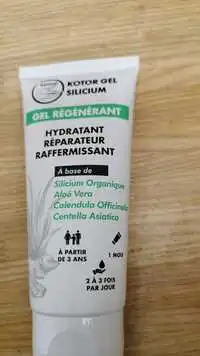 KOTOR GEL
SILICIUM
GEL RÉGÉNÉRANT
HYDRATANT
RÉPARATEUR
RAFFERMISSANT
À base de
Silicium Organique
Aloé Vera
Calendula Officinale
Centella Asiatica
À PARTIR
DE 3 ANS
1 NOIX
2 À 3 FOIS
PAR JOUR